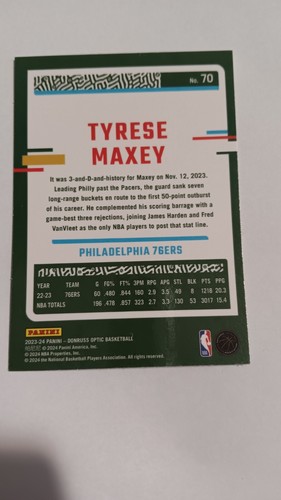 No. 70
TYRESE
MAXEY
It was 3-and-D-and-history for Maxey on Nov. 12, 2023.
Leading Philly past the Pacers, the guard sank seven
long-range buckets en route to the first 50-point outburst
of his career. He complemented his scoring barrage with a
game-best three rejections, joining James Harden and Fred
VanVleet as the only NBA players to post that stat line.
PHILADELPHIA 76ERS
YEAR TEAM G FG% FT% 3PM RPG APG STL BLK PTS PPG
22-23 76ERS 60 .480 .844 160 2.9 3.5 49 8 1218 20.3
NBA TOTALS 196 .478 .857 323 2.7 3.3 130 53 3017 15.4
PANINI
2023-24 PANINI – DONRUSS OPTIC BASKETBALL
© 2024 Panini America, Inc.
© 2024 NBA Properties, Inc.
© 2024 the National Basketball Players Association. All rights reserved.